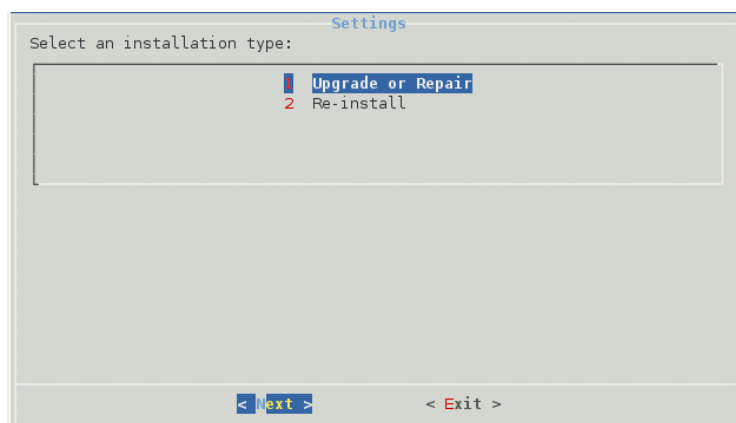 Settings
Select an installation type:
1 Upgrade or Repair
2 Re-install
< Next > < Exit >